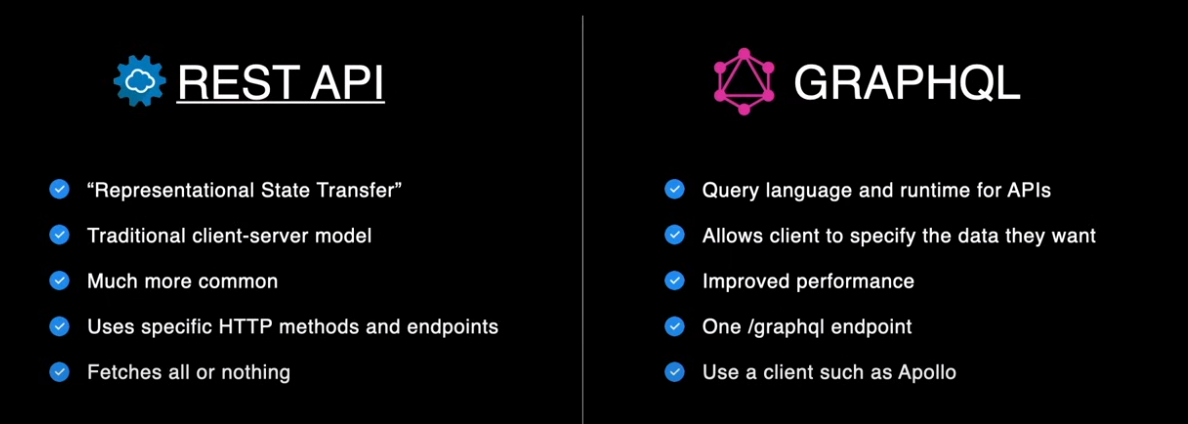 REST API
“Representational State Transfer”
Traditional client-server model
Much more common
Uses specific HTTP methods and endpoints
Fetches all or nothing
GRAPHQL
Query language and runtime for APIs
Allows client to specify the data they want
Improved performance
One /graphql endpoint
Use a client such as Apollo